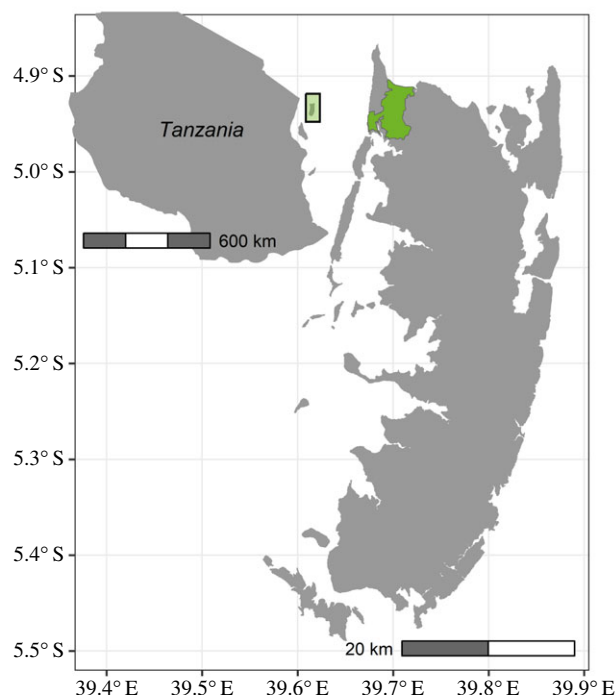 4.9° S
Tanzania
5.0° S
600 km
5.1° S
5.2° S
5.3° S
5.4° S
20 km
5.5° S
39.4° E 39.5° E 39.6° E 39.7° E 39.8° E 39.9° E